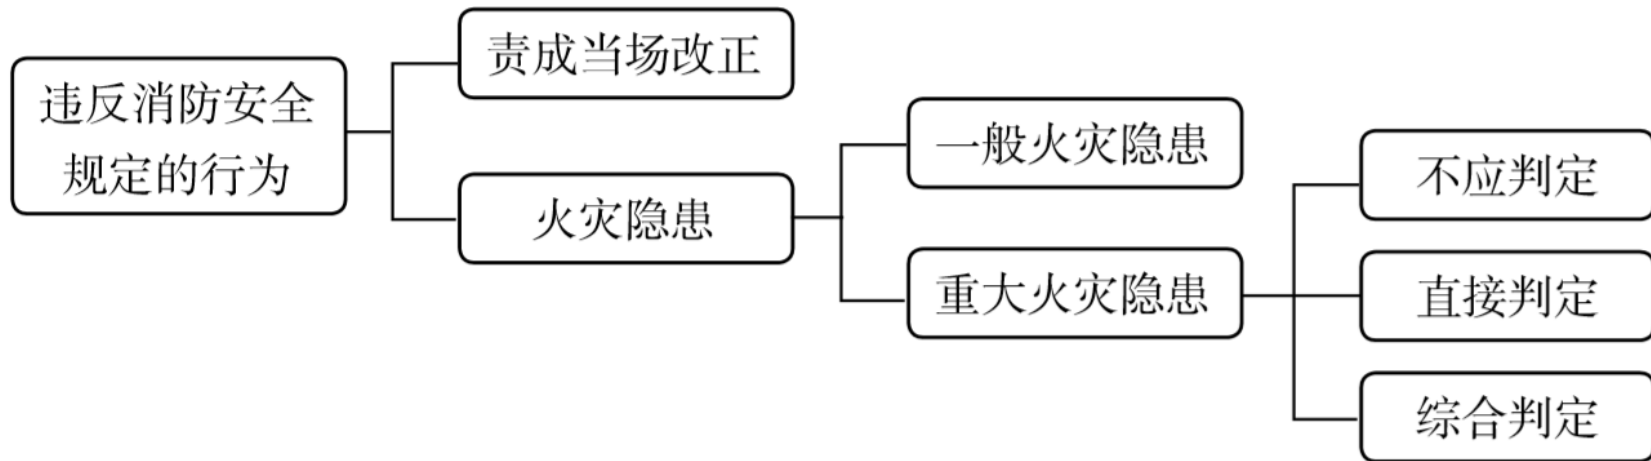 违反消防安全
规定的行为
责成当场改正
火灾隐患
一般火灾隐患
重大火灾隐患
不应判定
直接判定
综合判定